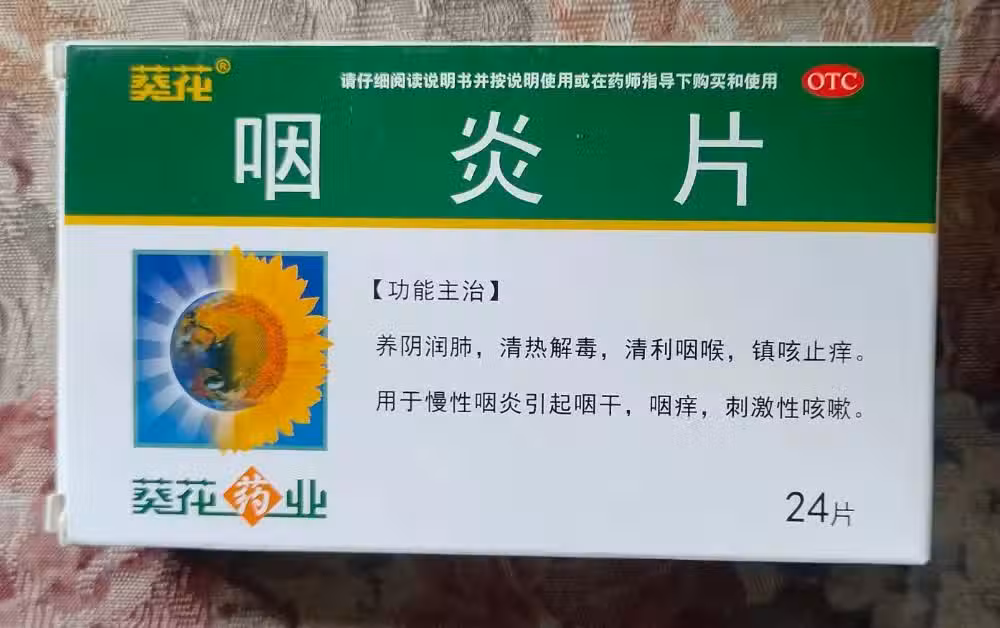 葵花®
请仔细阅读说明书并按说明使用或在药师指导下购买和使用
OTC
咽炎片
【功能主治】
养阴润肺，清热解毒，清利咽喉，镇咳止痒。
用于慢性咽炎引起咽干，咽痒，刺激性咳嗽。
葵花药业
24片